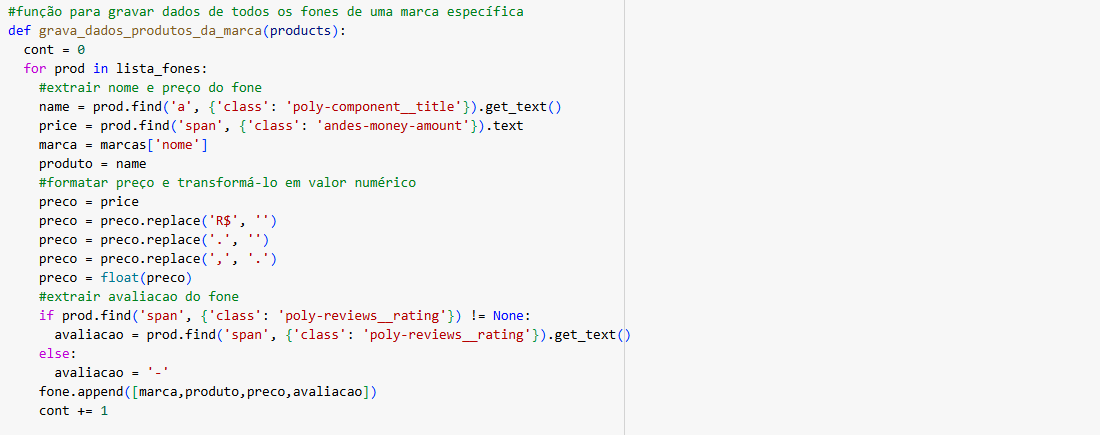 #função para gravar dados de todos os fones de uma marca específica
def grava_dados_produtos_da_marca(products):
  cont = 0
  for prod in lista_fones:
    #extrair nome e preço do fone
    name = prod.find('a', {'class': 'poly-component__title'}).get_text()
    price = prod.find('span', {'class': 'andes-money-amount'}).text
    marca = marcas['nome']
    produto = name
    #formatar preço e transformá-lo em valor numérico
    preco = price
    preco = preco.replace('R$', '')
    preco = preco.replace('.', '')
    preco = preco.replace(',', '.')
    preco = float(preco)
    #extrair avaliacao do fone
    if prod.find('span', {'class': 'poly-reviews__rating'}) != None:
      avaliacao = prod.find('span', {'class': 'poly-reviews__rating'}).get_text()
    else:
      avaliacao = '-'
    fone.append([marca,produto,preco,avaliacao])
    cont += 1